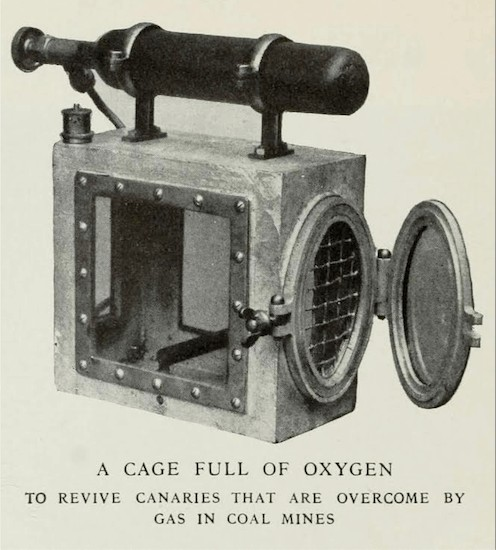 A CAGE FULL OF OXYGEN
TO REVIVE CANARIES THAT ARE OVERCOME BY
GAS IN COAL MINES